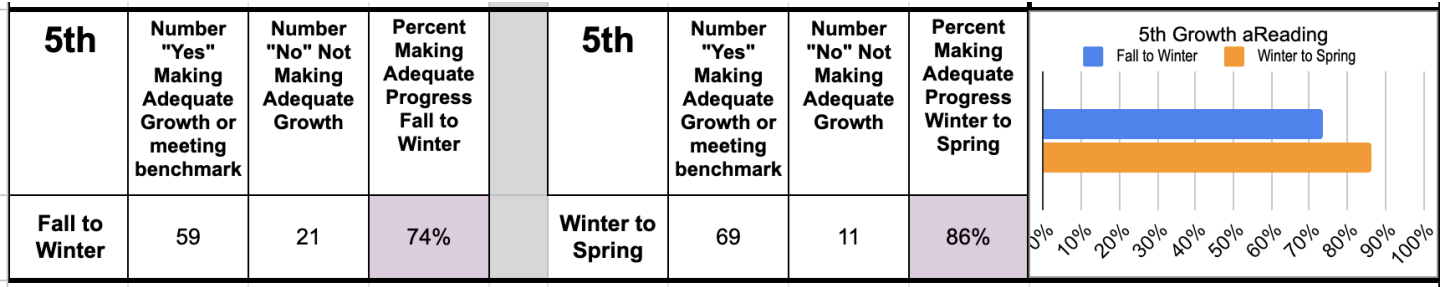 5th
Number
"Yes"
Making
Adequate
Growth or
meeting
benchmark
Number
"No" Not
Making
Adequate
Growth
Percent
Making
Adequate
Progress
Fall to
Winter
5th
Number
"Yes"
Making
Adequate
Growth or
meeting
benchmark
Number
"No" Not
Making
Adequate
Growth
Percent
Making
Adequate
Progress
Winter to
Spring
Fall to
Winter
59
21
74%
Winter to
Spring
69
11
86%
5th Growth aReading
Fall to Winter
Winter to Spring
0%
10%
20%
30%
40%
50%
60%
70%
80%
90%
100%